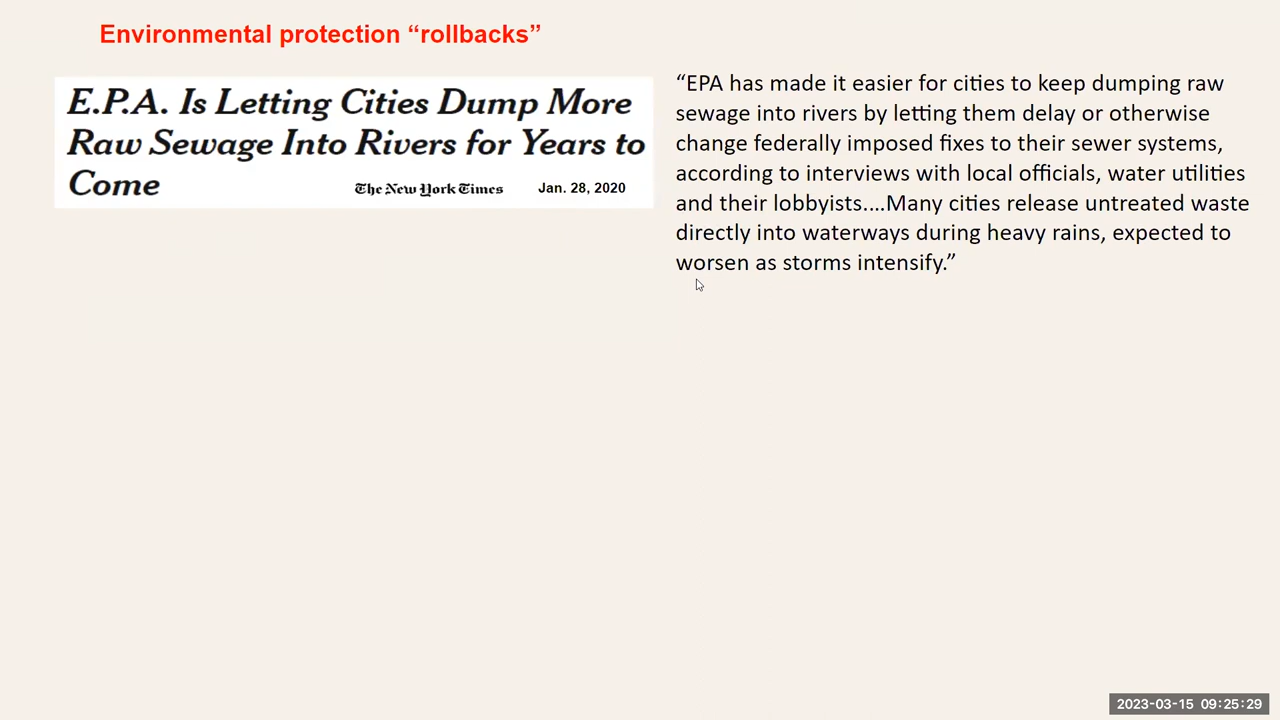 Environmental protection “rollbacks”
E.P.A. Is Letting Cities Dump More
Raw Sewage Into Rivers for Years to
Come
The New York Times Jan. 28, 2020
“EPA has made it easier for cities to keep dumping raw
sewage into rivers by letting them delay or otherwise
change federally imposed fixes to their sewer systems,
according to interviews with local officials, water utilities
and their lobbyists.…Many cities release untreated waste
directly into waterways during heavy rains, expected to
worsen as storms intensify.”
2023-03-15 09:25:29